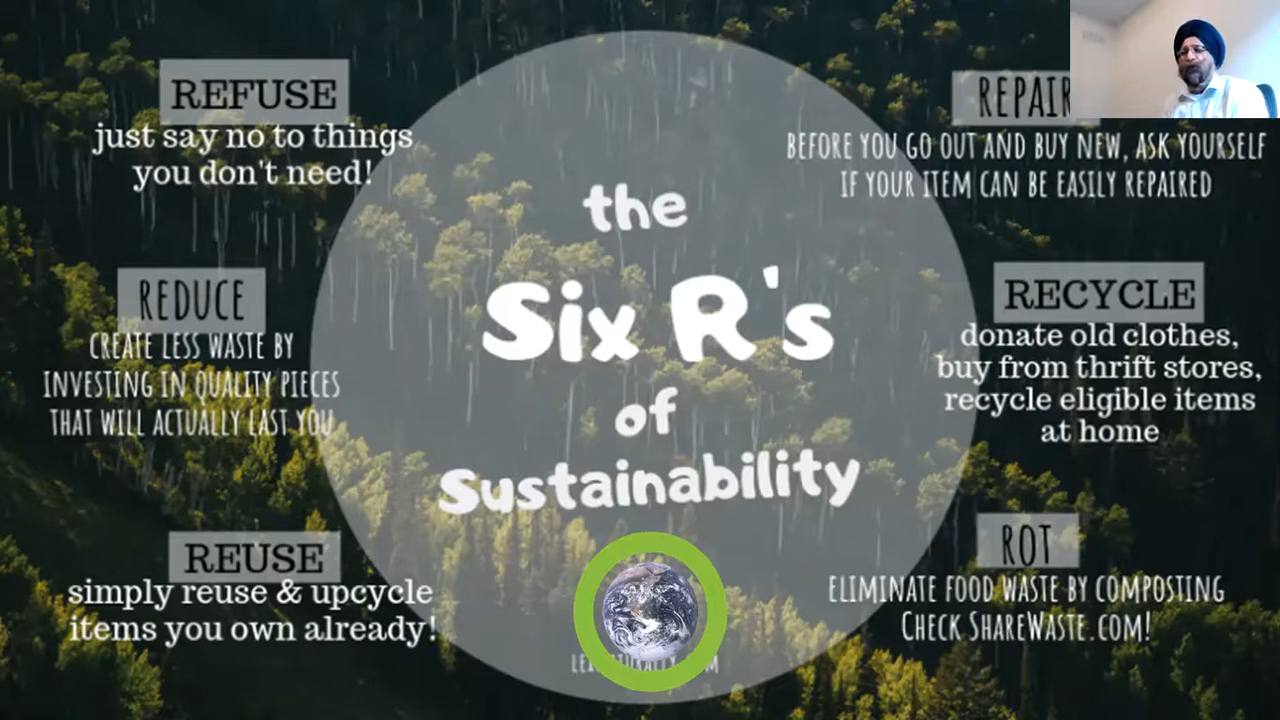 REFUSE
just say no to things
you don't need!
REDUCE
CREATE LESS WASTE BY
INVESTING IN QUALITY PIECES
THAT WILL ACTUALLY LAST YOU
REUSE
simply reuse & upcycle
items you own already!
the
Six R's
of
Sustainability
REPAIR
BEFORE YOU GO OUT AND BUY NEW, ASK YOURSELF
IF YOUR ITEM CAN BE EASILY REPAIRED
RECYCLE
donate old clothes,
buy from thrift stores,
recycle eligible items
at home
ROT
ELIMINATE FOOD WASTE BY COMPOSTING
CHECK SHAREWASTE.COM!